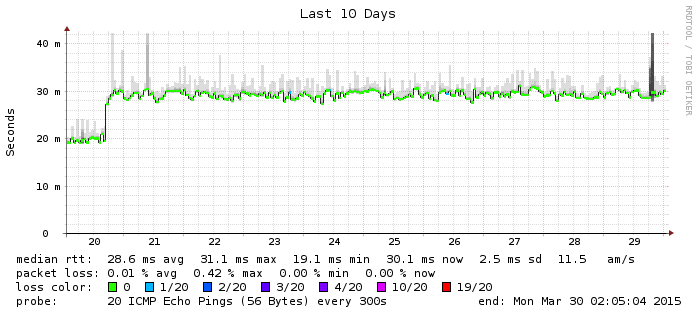 Last 10 Days
RRDTOOL / TOBI OETIKER
Seconds
40 m
30 m
20 m
10 m
0
20 21 22 23 24 25 26 27 28 29
median rtt: 28.6 ms avg 31.1 ms max 19.1 ms min 30.1 ms now 2.5 ms sd 11.5 am/s
packet loss: 0.01 % avg 0.42 % max 0.00 % min 0.00 % now
loss color: 0 1/20 2/20 3/20 4/20 10/20 19/20
probe: 20 ICMP Echo Pings (56 Bytes) every 300s end: Mon Mar 30 02:05:04 2015